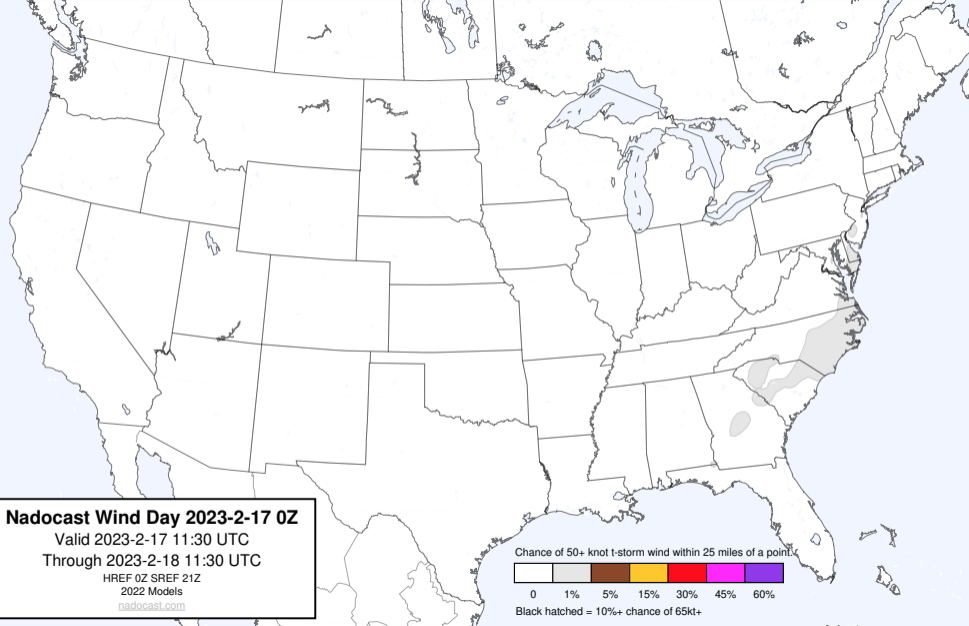 Nadocast Wind Day 2023-2-17 0Z
Valid 2023-2-17 11:30 UTC
Through 2023-2-18 11:30 UTC
HREF 0Z SREF 21Z
2022 Models
nadocast.com
Chance of 50+ knot t-storm wind within 25 miles of a point.
0 1% 5% 15% 30% 45% 60%
Black hatched = 10%+ chance of 65kt+